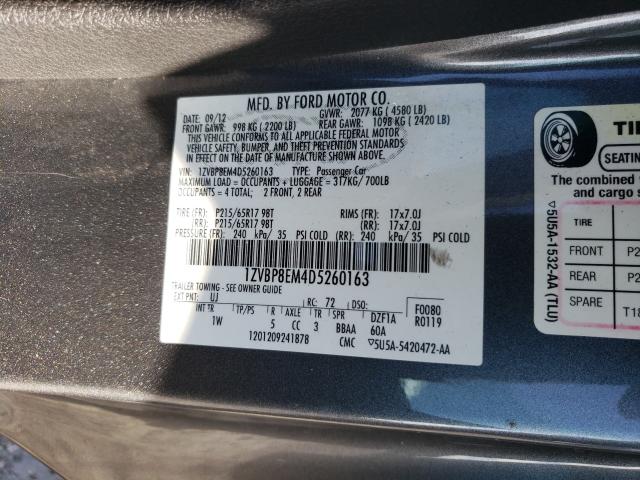 MFD. BY FORD MOTOR CO.
DATE: 09/12 GVWR: 2077 KG ( 4580 LB)
FRONT GAWR: 998 KG ( 2200 LB) REAR GAWR: 1098 KG ( 2420 LB)
THIS VEHICLE CONFORMS TO ALL APPLICABLE FEDERAL MOTOR
VEHICLE SAFETY, BUMPER, AND THEFT PREVENTION STANDARDS
IN EFFECT ON THE DATE OF MANUFACTURE SHOWN ABOVE.
VIN: 1ZVBP8EM4D5260163 TYPE: Passenger Car
MAXIMUM LOAD = OCCUPANTS + LUGGAGE = 317KG/700LB
OCCUPANTS = 4 TOTAL: 2 FRONT, 2 REAR
TIRE (FR): P215/65R17 98T RIMS (FR): 17x7.0J
(RR): P215/65R17 98T (RR): 17x7.0J
PRESSURE (FR): 240 kPa/ 35 PSI COLD (RR): 240 kPa/ 35 PSI COLD
1ZVBP8EM4D5260163
TRAILER TOWING - SEE OWNER GUIDE
EXT PNT: UJ RC: 72 DSO: F0080
INT TR TP/PS R AXLE TR SPR DZF1A R0119
1W 5 CC 3 BBAA 60A
1201209241878 CMC ▽5U5A-5420472-AA
TIR
SEATING
The combined
and cargo s
TIRE
FRONT P2
REAR P2
SPARE T18
▽5U5A-1532-AA (TLU)